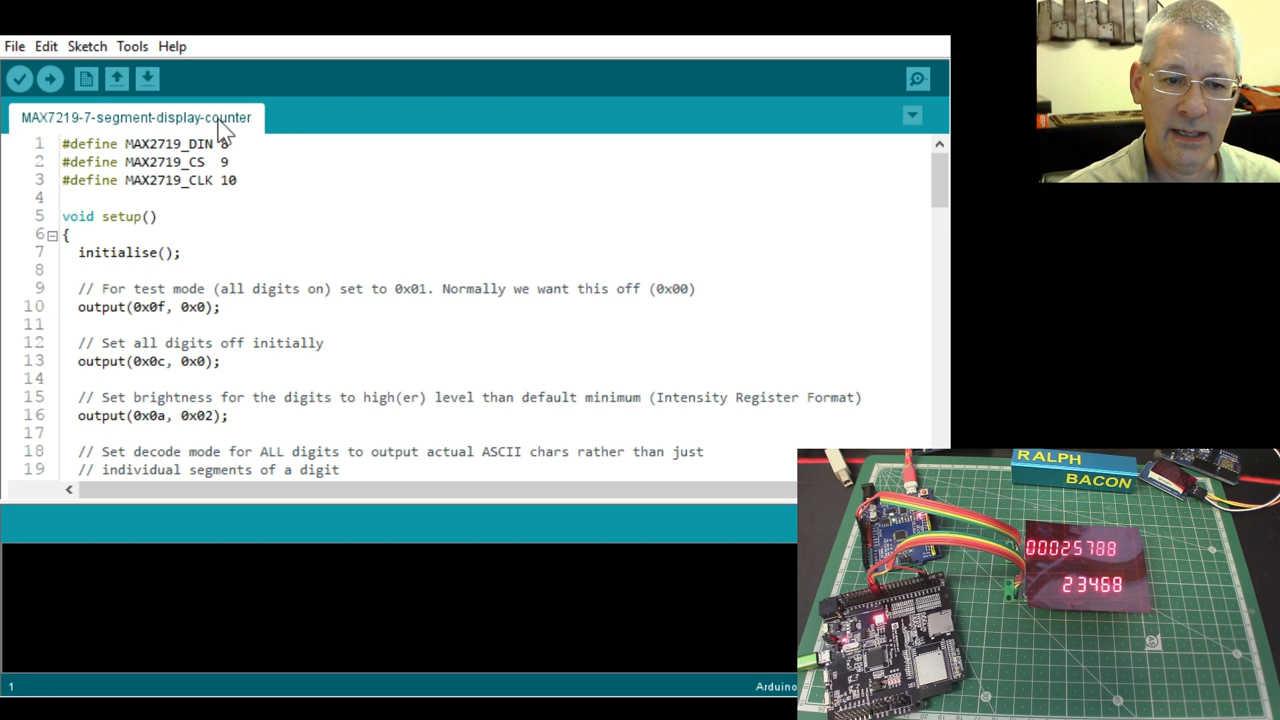 File Edit Sketch Tools Help
MAX7219-7-segment-display-counter
1 #define MAX2719_DIN
2 #define MAX2719_CS 9
3 #define MAX2719_CLK 10
4
5 void setup()
6 {
7 initialise();
8
9 // For test mode (all digits on) set to 0x01. Normally we want this off (0x00)
10 output(0x0f, 0x0);
11
12 // Set all digits off initially
13 output(0x0c, 0x0);
14
15 // Set brightness for the digits to high(er) level than default minimum (Intensity Register Format)
16 output(0x0a, 0x02);
17
18 // Set decode mode for ALL digits to output actual ASCII chars rather than just
19 // individual segments of a digit
1 Arduino
RALPH
BACON
00025788
23468